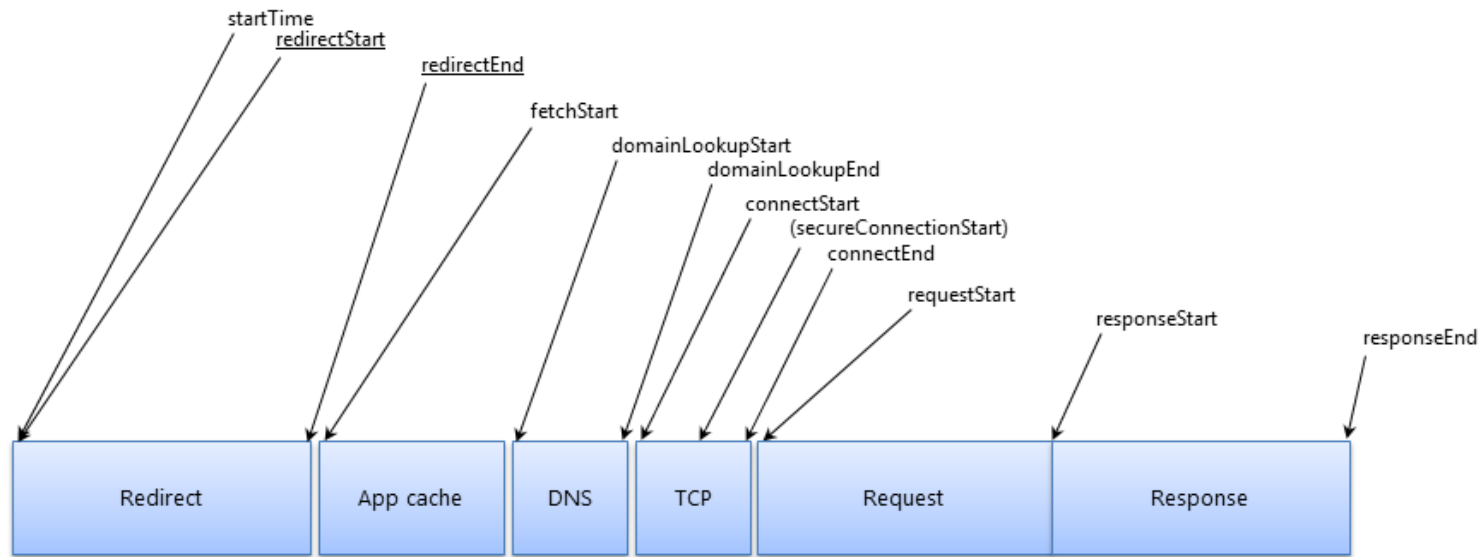 startTime
redirectStart
redirectEnd
fetchStart
domainLookupStart
domainLookupEnd
connectStart
(secureConnectionStart)
connectEnd
requestStart
responseStart
responseEnd
Redirect
App cache
DNS
TCP
Request
Response